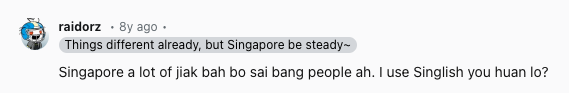 raidorz • 8y ago •
Things different already, but Singapore be steady~
Singapore a lot of jiak bah bo sai bang people ah. I use Singlish you huan lo?